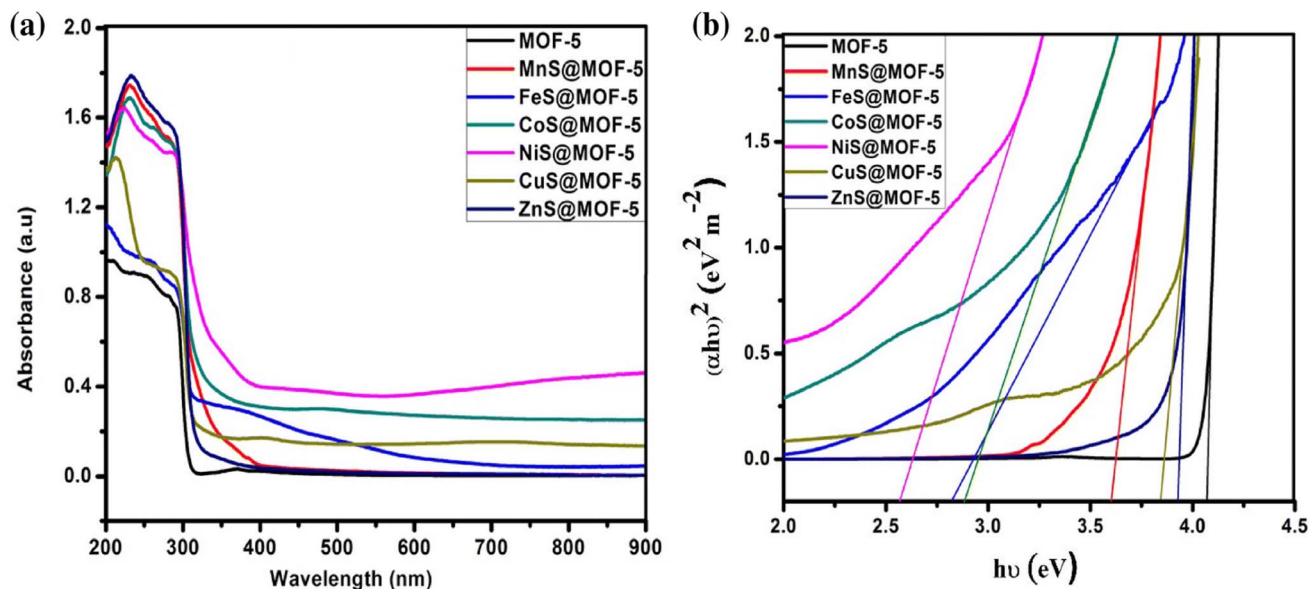 (a)
2.0
1.6
1.2
0.8
0.4
0.0
Absorbance (a.u)
200 300 400 500 600 700 800 900
Wavelength (nm)
MOF-5
MnS@MOF-5
FeS@MOF-5
CoS@MOF-5
NiS@MOF-5
CuS@MOF-5
ZnS@MOF-5
(b)
2.0
1.5
1.0
0.5
0.0
(αhυ)² (eV² m⁻²)
2.0 2.5 3.0 3.5 4.0 4.5
hυ (eV)
MOF-5
MnS@MOF-5
FeS@MOF-5
CoS@MOF-5
NiS@MOF-5
CuS@MOF-5
ZnS@MOF-5